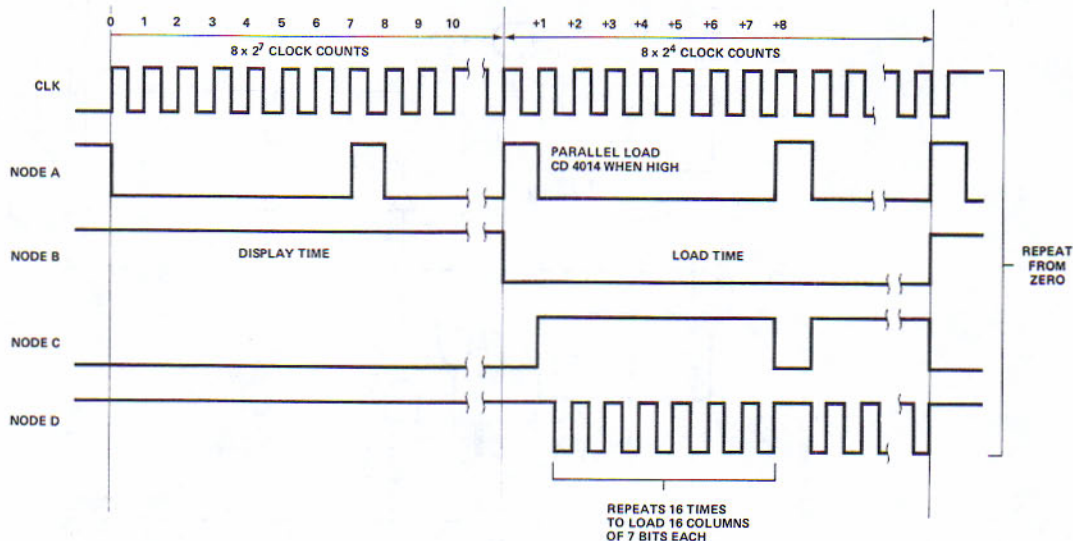 0 1 2 3 4 5 6 7 8 9 10 +1 +2 +3 +4 +5 +6 +7 +8
8 x 2⁷ CLOCK COUNTS
8 x 2⁴ CLOCK COUNTS
CLK
NODE A
PARALLEL LOAD
CD 4014 WHEN HIGH
NODE B
DISPLAY TIME
LOAD TIME
REPEAT
FROM
ZERO
NODE C
NODE D
REPEATS 16 TIMES
TO LOAD 16 COLUMNS
OF 7 BITS EACH